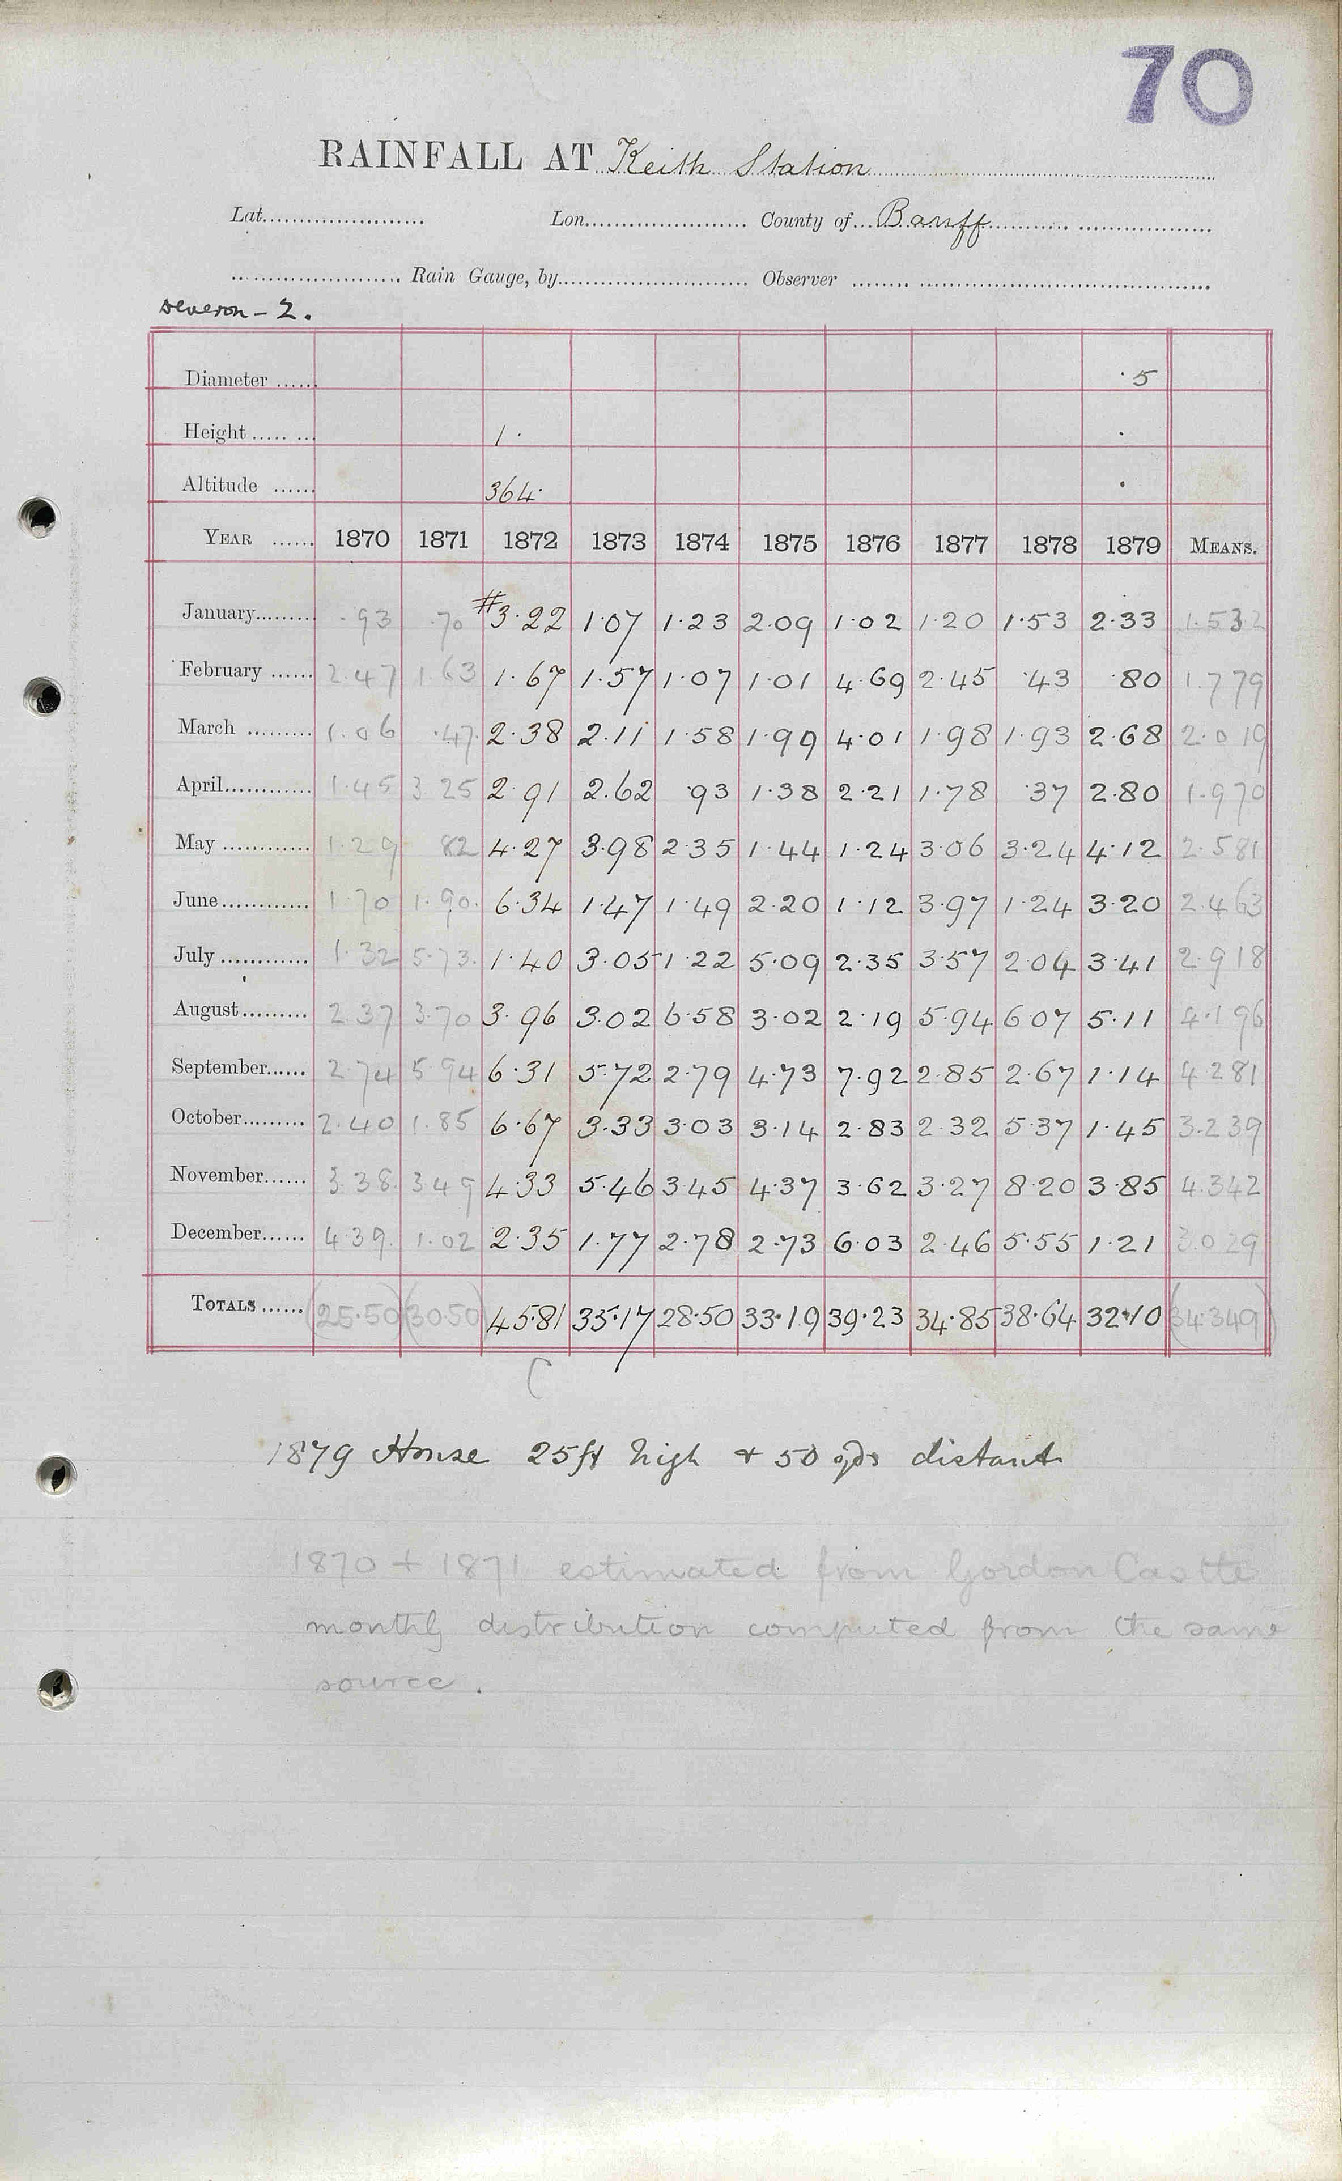 70
RAINFALL AT Keith Station
Lat. Lon. County of Banff
Rain Gauge, by Observer
Deveron - 2.
Diameter ...... · 5
Height ...... 1 · ·
Altitude ...... 364· ·
YEAR ...... 1870 1871 1872 1873 1874 1875 1876 1877 1878 1879 MEANS.
January ...... ·93 ·70 #3·22 1·07 1·23 2·09 1·02 1·20 1·53 2·33 1·532
February ...... 2·47 1·63 1·67 1·57 1·07 1·01 4·69 2·45 ·43 ·80 1·779
March ...... 1·06 ·47 2·38 2·11 1·58 1·99 4·01 1·98 1·93 2·68 2·019
April ...... 1·45 3·25 2·91 2·62 ·93 1·38 2·21 1·78 ·37 2·80 1·970
May ...... 1·29 82 4·27 3·98 2·35 1·44 1·24 3·06 3·24 4·12 2·581
June ...... 1·70 1·90 6·34 1·47 1·49 2·20 1·12 3·97 1·24 3·20 2·463
July ...... 1·32 5·73 1·40 3·05 1·22 5·09 2·35 3·57 2·04 3·41 2·918
August ...... 2·37 3·70 3·96 3·02 6·58 3·02 2·19 5·94 6·07 5·11 4·196
September ...... 2·74 5·94 6·31 5·72 2·79 4·73 7·92 2·85 2·67 1·14 4·281
October ...... 2·40 1·85 6·67 3·33 3·03 3·14 2·83 2·32 5·37 1·45 3·239
November ...... 3·38 3·49 4·33 5·46 3·45 4·37 3·62 3·27 8·20 3·85 4·342
December ...... 4·39 1·02 2·35 1·77 2·78 2·73 6·03 2·46 5·55 1·21 3·029
TOTALS ...... (25·50) (30·50) 45·81 35·17 28·50 33·19 39·23 34·85 38·64 32·10 (34·349)
C
1879 House 25ft high + 50 yds distant
1870 + 1871 estimated from Gordon Castle
monthly distribution computed from the same
source.